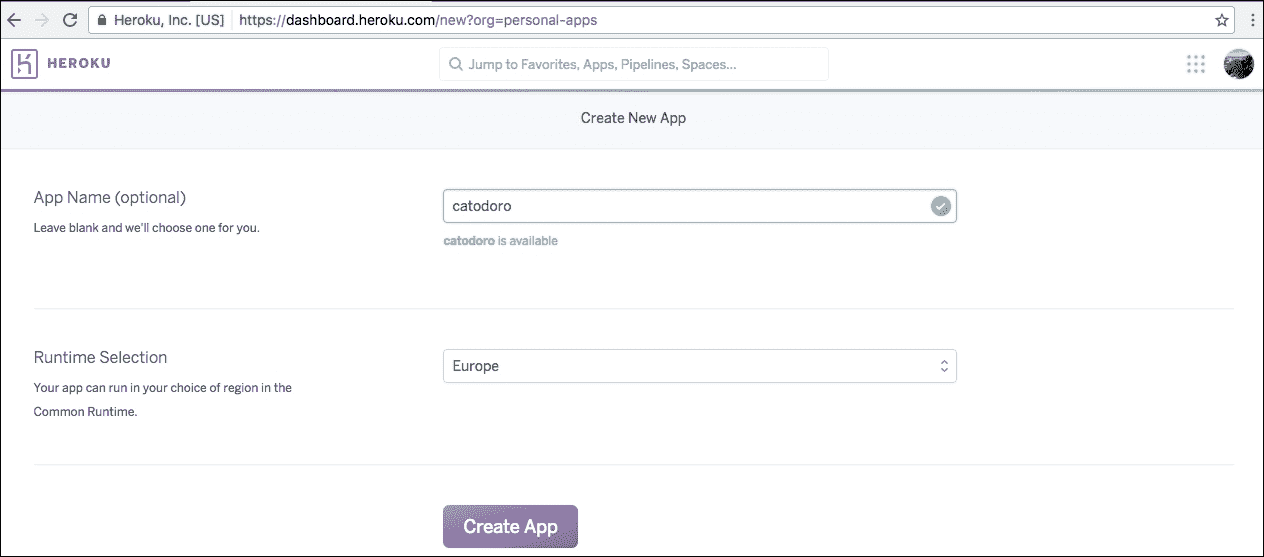 Heroku, Inc. [US] https://dashboard.heroku.com/new?org=personal-apps
HEROKU
Jump to Favorites, Apps, Pipelines, Spaces...
Create New App
App Name (optional)
Leave blank and we'll choose one for you.
catodoro
catodoro is available
Runtime Selection
Your app can run in your choice of region in the
Common Runtime.
Europe
Create App